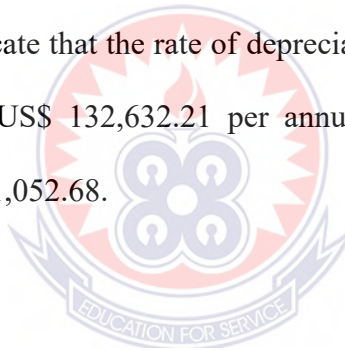 cate that the rate of deprecia
US$ 132,632.21 per annu
,052.68.
EDUCATION FOR SERVICE